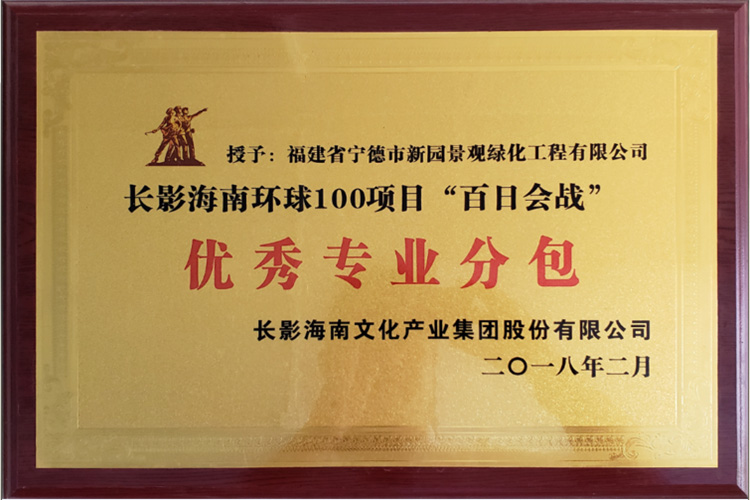 授予：福建省宁德市新园景观绿化工程有限公司
长影海南环球100项目“百日会战”
优秀专业分包
长影海南文化产业集团股份有限公司
二〇一八年二月